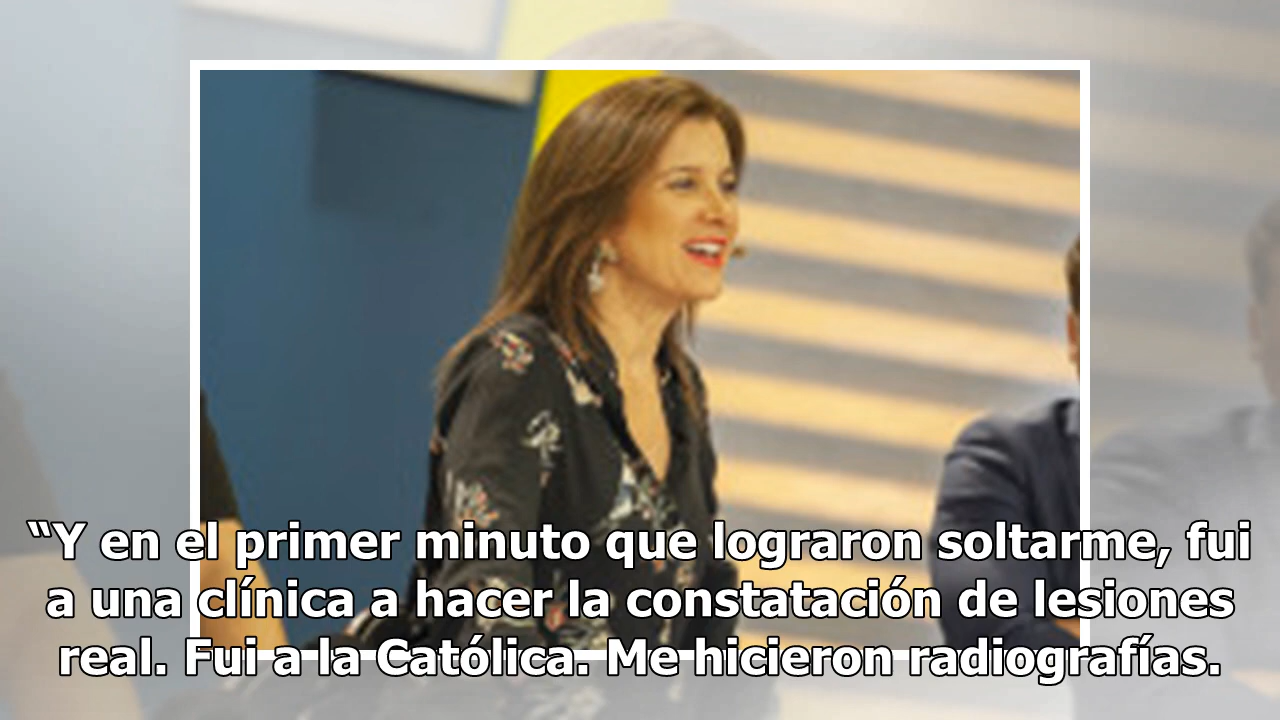 “Y en el primer minuto que lograron soltarme, fui
a una clínica a hacer la constatación de lesiones
real. Fui a la Católica. Me hicieron radiografías.